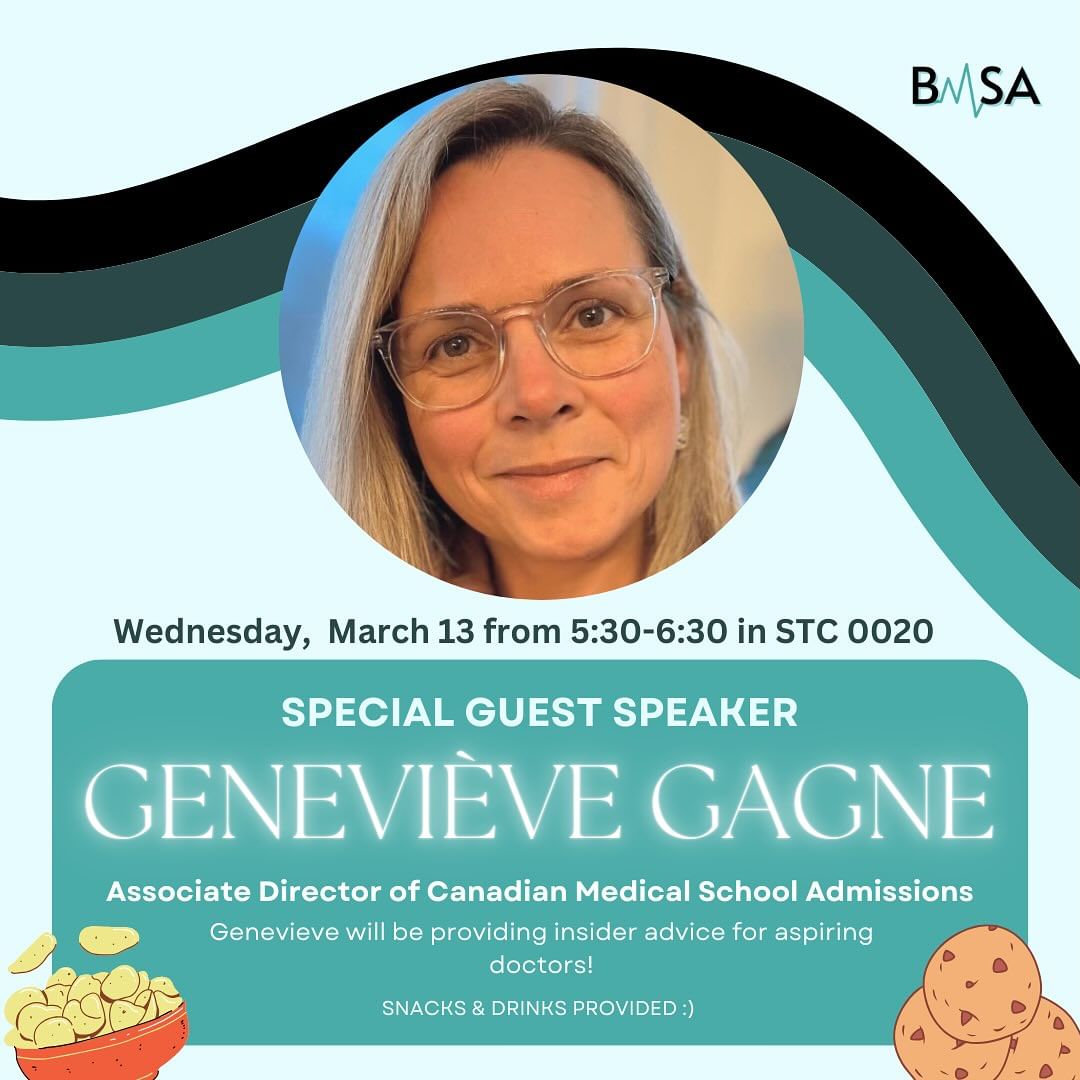 BMSA
Wednesday, March 13 from 5:30-6:30 in STC 0020
SPECIAL GUEST SPEAKER
GENEVIÈVE GAGNE
Associate Director of Canadian Medical School Admissions
Genevieve will be providing insider advice for aspiring
doctors!
SNACKS & DRINKS PROVIDED :)